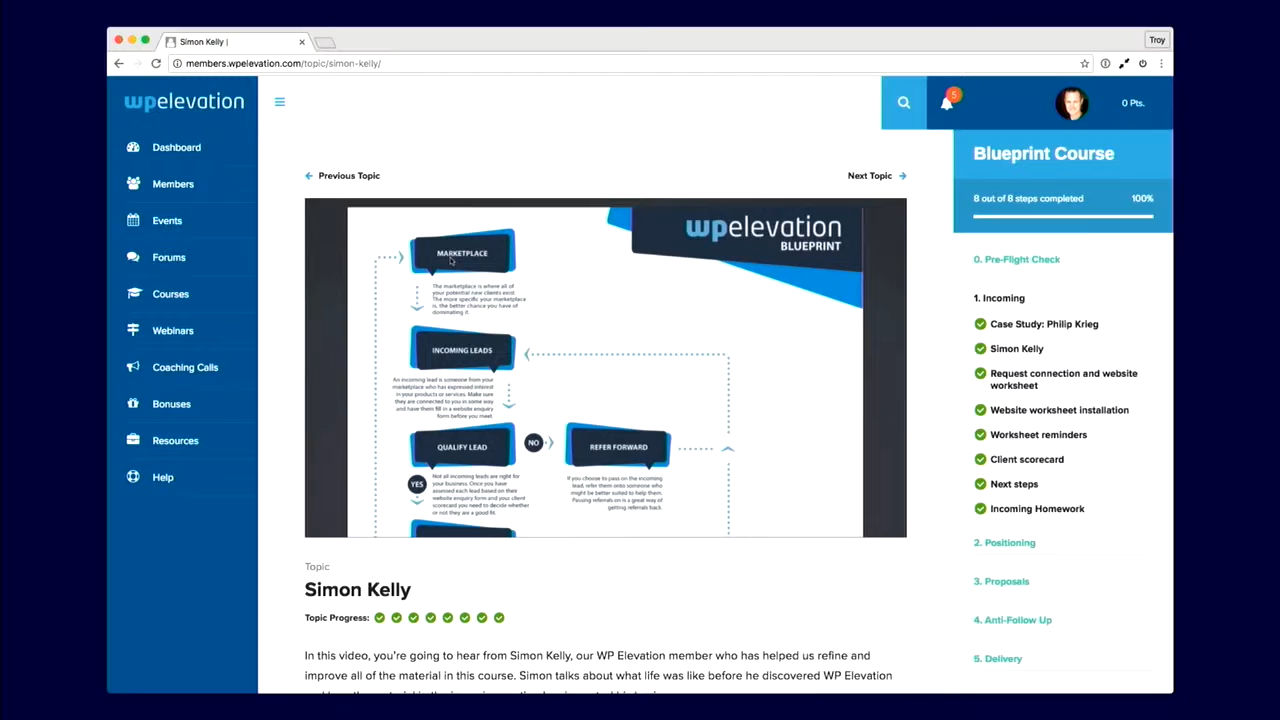 Simon Kelly |
Troy
members.wpelevation.com/topic/simon-kelly/
wpelevation
5
0 Pts.
Dashboard
Members
Events
Forums
Courses
Webinars
Coaching Calls
Bonuses
Resources
Help
Previous Topic
Next Topic
wpelevation
BLUEPRINT
MARKETPLACE
The marketplace is where all of
your potential new clients exist.
The more specific your marketplace
is, the better chance you have of
dominating it.
INCOMING LEADS
An incoming lead is someone from your
marketplace who has expressed interest
in your products or services. Make sure
they are connected to you in some way
and have them fill in a website enquiry
form before you meet.
QUALIFY LEAD
NO
REFER FORWARD
YES
Not all incoming leads are right for
your business. Once you have
assessed each lead based on their
website enquiry form and your client
scorecard you need to decide whether
or not they are a good fit.
If you choose to pass on the incoming
lead, refer them onto someone who
might be better suited to help them.
Passing referrals on is a great way of
getting referrals back.
Topic
Simon Kelly
Topic Progress:
In this video, you're going to hear from Simon Kelly, our WP Elevation member who has helped us refine and
improve all of the material in this course. Simon talks about what life was like before he discovered WP Elevation
Blueprint Course
8 out of 8 steps completed 100%
0. Pre-Flight Check
1. Incoming
Case Study: Philip Krieg
Simon Kelly
Request connection and website
worksheet
Website worksheet installation
Worksheet reminders
Client scorecard
Next steps
Incoming Homework
2. Positioning
3. Proposals
4. Anti-Follow Up
5. Delivery